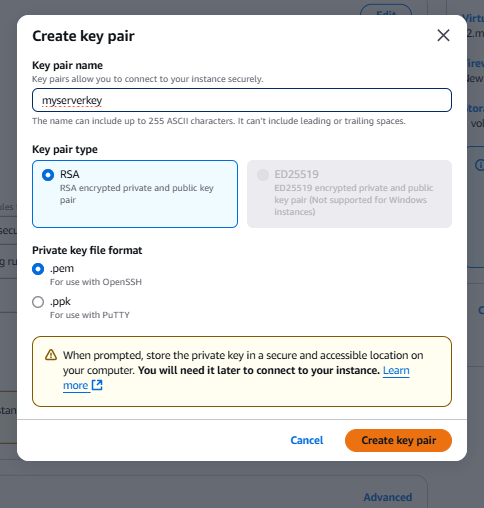 Edit
Create key pair
Key pair name
Key pairs allow you to connect to your instance securely.
myserverkey
The name can include up to 255 ASCII characters. It can't include leading or trailing spaces.
Key pair type
RSA
RSA encrypted private and public key
pair
ED25519
ED25519 encrypted private and public
key pair (Not supported for Windows
instances)
Private key file format
.pem
For use with OpenSSH
.ppk
For use with PuTTY
When prompted, store the private key in a secure and accessible location on
your computer. You will need it later to connect to your instance. Learn
more
Cancel
Create key pair
Advanced